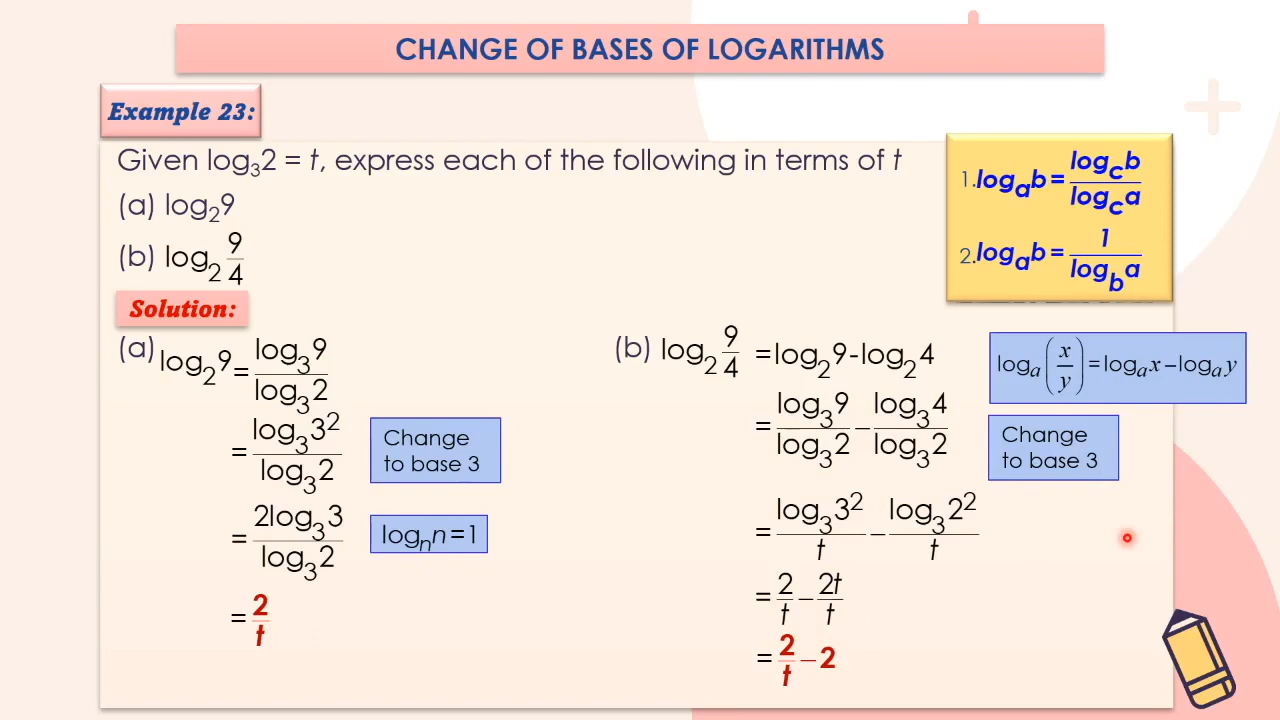 CHANGE OF BASES OF LOGARITHMS
Example 23:
Given log₃2 = t, express each of the following in terms of t
(a) log₂9
(b) log₂ 9/4
1. logₐb = log_c b / log_c a
2. logₐb = 1 / log_b a
Solution:
(a) log₂9 = log₃9 / log₃2
= log₃3² / log₃2
Change
to base 3
= 2log₃3 / log₃2
logₙn = 1
= 2/t
(b) log₂ 9/4 = log₂9-log₂4
logₐ(x/y) = logₐx – logₐy
= log₃9 / log₃2 – log₃4 / log₃2
Change
to base 3
= log₃3² / t – log₃2² / t
= 2/t – 2t/t
= 2/t – 2